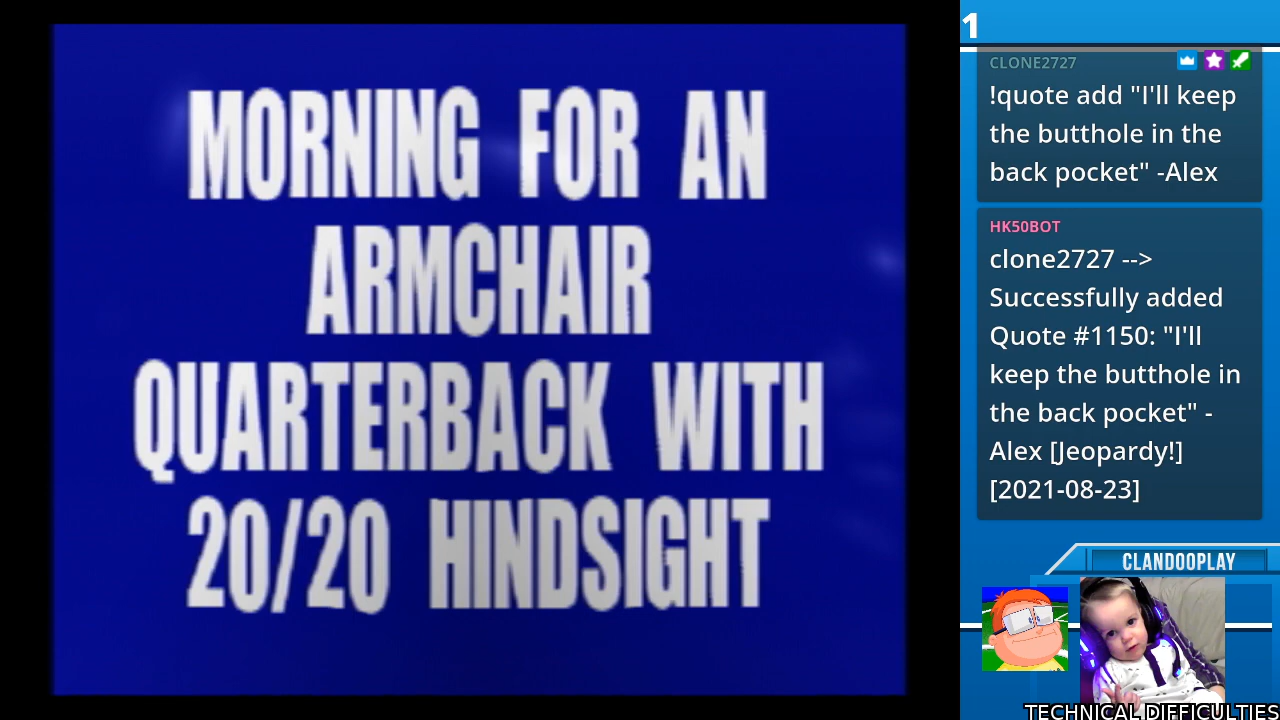 MORNING FOR AN
ARMCHAIR
QUARTERBACK WITH
20/20 HINDSIGHT
1
CLONE2727
!quote add "I'll keep
the butthole in the
back pocket" -Alex
HK50BOT
clone2727 -->
Successfully added
Quote #1150: "I'll
keep the butthole in
the back pocket" -
Alex [Jeopardy!]
[2021-08-23]
CLANDOOPLAY
TECHNICAL DIFFICULTIES